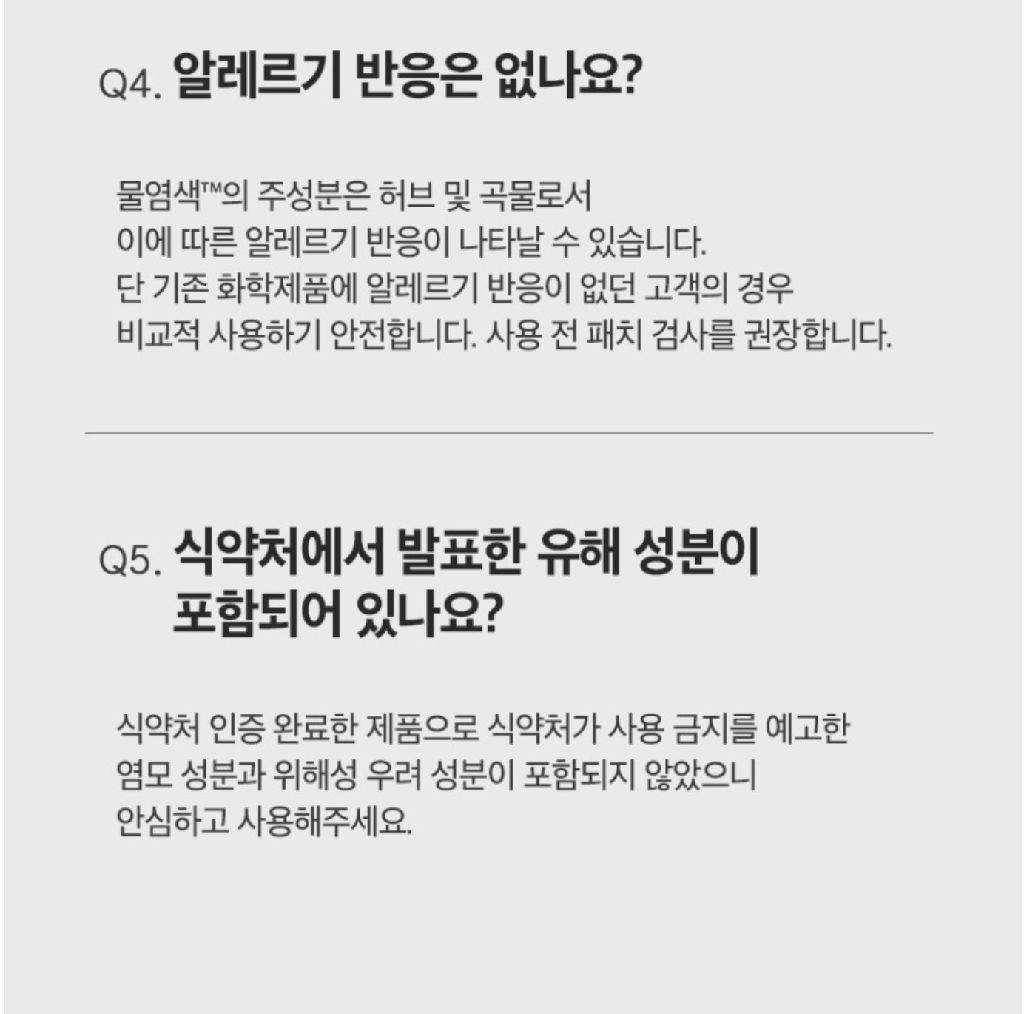 Q4. 알레르기 반응은 없나요?
물염색™의 주성분은 허브 및 곡물로서
이에 따른 알레르기 반응이 나타날 수 있습니다.
단 기존 화학제품에 알레르기 반응이 없던 고객의 경우
비교적 사용하기 안전합니다. 사용 전 패치 검사를 권장합니다.
Q5. 식약처에서 발표한 유해 성분이
포함되어 있나요?
식약처 인증 완료한 제품으로 식약처가 사용 금지를 예고한
염모 성분과 위해성 우려 성분이 포함되지 않았으니
안심하고 사용해주세요.